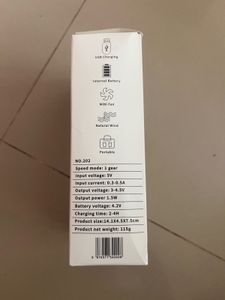 USB Charging
Internal Battery
Wind Fan
Natural Wind
Portable
NO.202
Speed mode: 1 gear
Input voltage: 5V
Input current: 0.3-0.5A
Output voltage: 3-4.5V
Output power: 1.5W
Battery voltage: 4.2V
Charging time: 2-4H
Product size:14.1X4.5X7.5cm
Product net weight: 115g